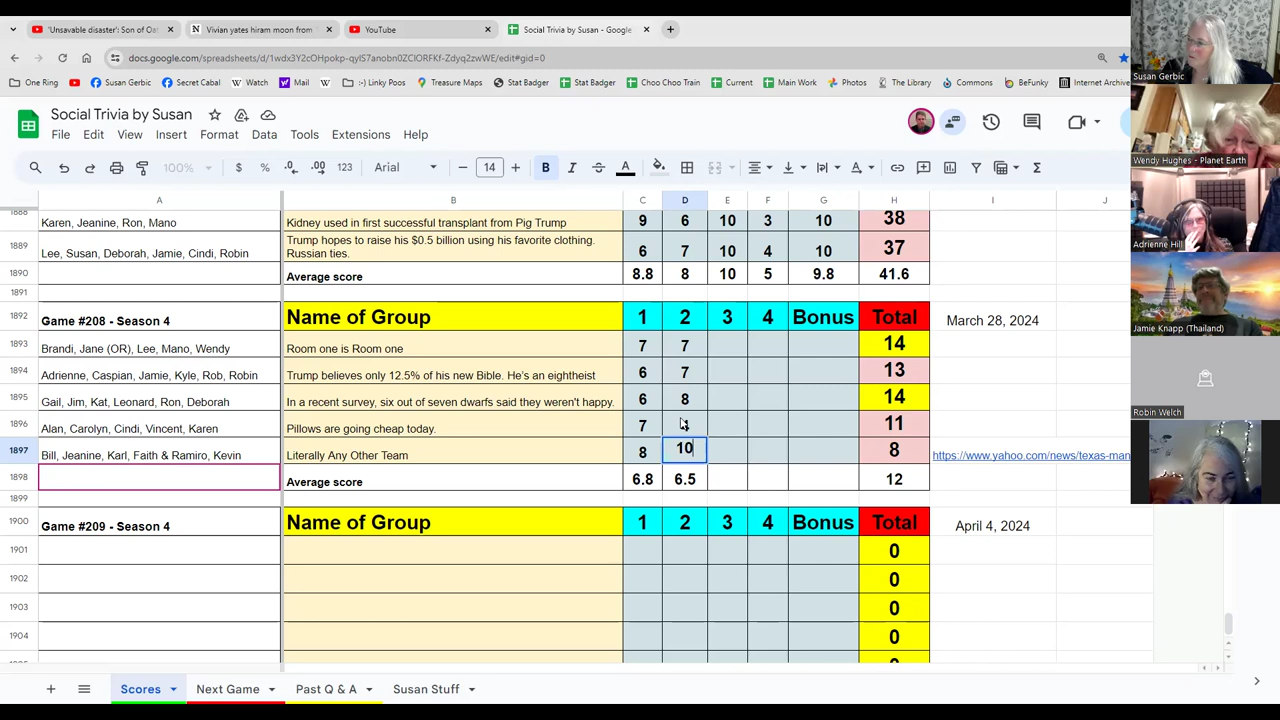 'Unsavable disaster': Son of Oat
Vivian yates hiram moon from
YouTube
Social Trivia by Susan - Google
docs.google.com/spreadsheets/d/1wdx3Y2cOHpokp-qyIS7anobn0ZClOBFKf-Zdyq2zwWE/edit#gid=0
One Ring
Susan Gerbic
Secret Cabal
Watch
Mail
:-) Linky Poos
Stat Badger
Stat Badger
Choo Choo Train
Current
Main Work
Photos
The Library
Commons
BeFunky
Internet Archive
Social Trivia by Susan
File Edit View Insert Format Data Tools Extensions Help
100% $ % .0 .00 123 Arial 14 B
A B C D E F G H I J
1888 Karen, Jeanine, Ron, Mano Kidney used in first successful transplant from Pig Trump 9 6 10 3 10 38
1889 Lee, Susan, Deborah, Jamie, Cindi, Robin Trump hopes to raise his $0.5 billion using his favorite clothing. Russian ties. 6 7 10 4 10 37
1890 Average score 8.8 8 10 5 9.8 41.6
1891
1892 Game #208 - Season 4 Name of Group 1 2 3 4 Bonus Total March 28, 2024
1893 Brandi, Jane (OR), Lee, Mano, Wendy Room one is Room one 7 7 14
1894 Adrienne, Caspian, Jamie, Kyle, Rob, Robin Trump believes only 12.5% of his new Bible. He's an eightheist 6 7 13
1895 Gail, Jim, Kat, Leonard, Ron, Deborah In a recent survey, six out of seven dwarfs said they weren't happy. 6 8 14
1896 Alan, Carolyn, Cindi, Vincent, Karen Pillows are going cheap today. 7 11
1897 Bill, Jeanine, Karl, Faith & Ramiro, Kevin Literally Any Other Team 8 10 8 https://www.yahoo.com/news/texas-man
1898 Average score 6.8 6.5 12
1899
1900 Game #209 - Season 4 Name of Group 1 2 3 4 Bonus Total April 4, 2024
1901 0
1902 0
1903 0
1904 0
Scores
Next Game
Past Q & A
Susan Stuff
Susan Gerbic
Wendy Hughes - Planet Earth
Adrienne Hill
Jamie Knapp (Thailand)
Robin Welch